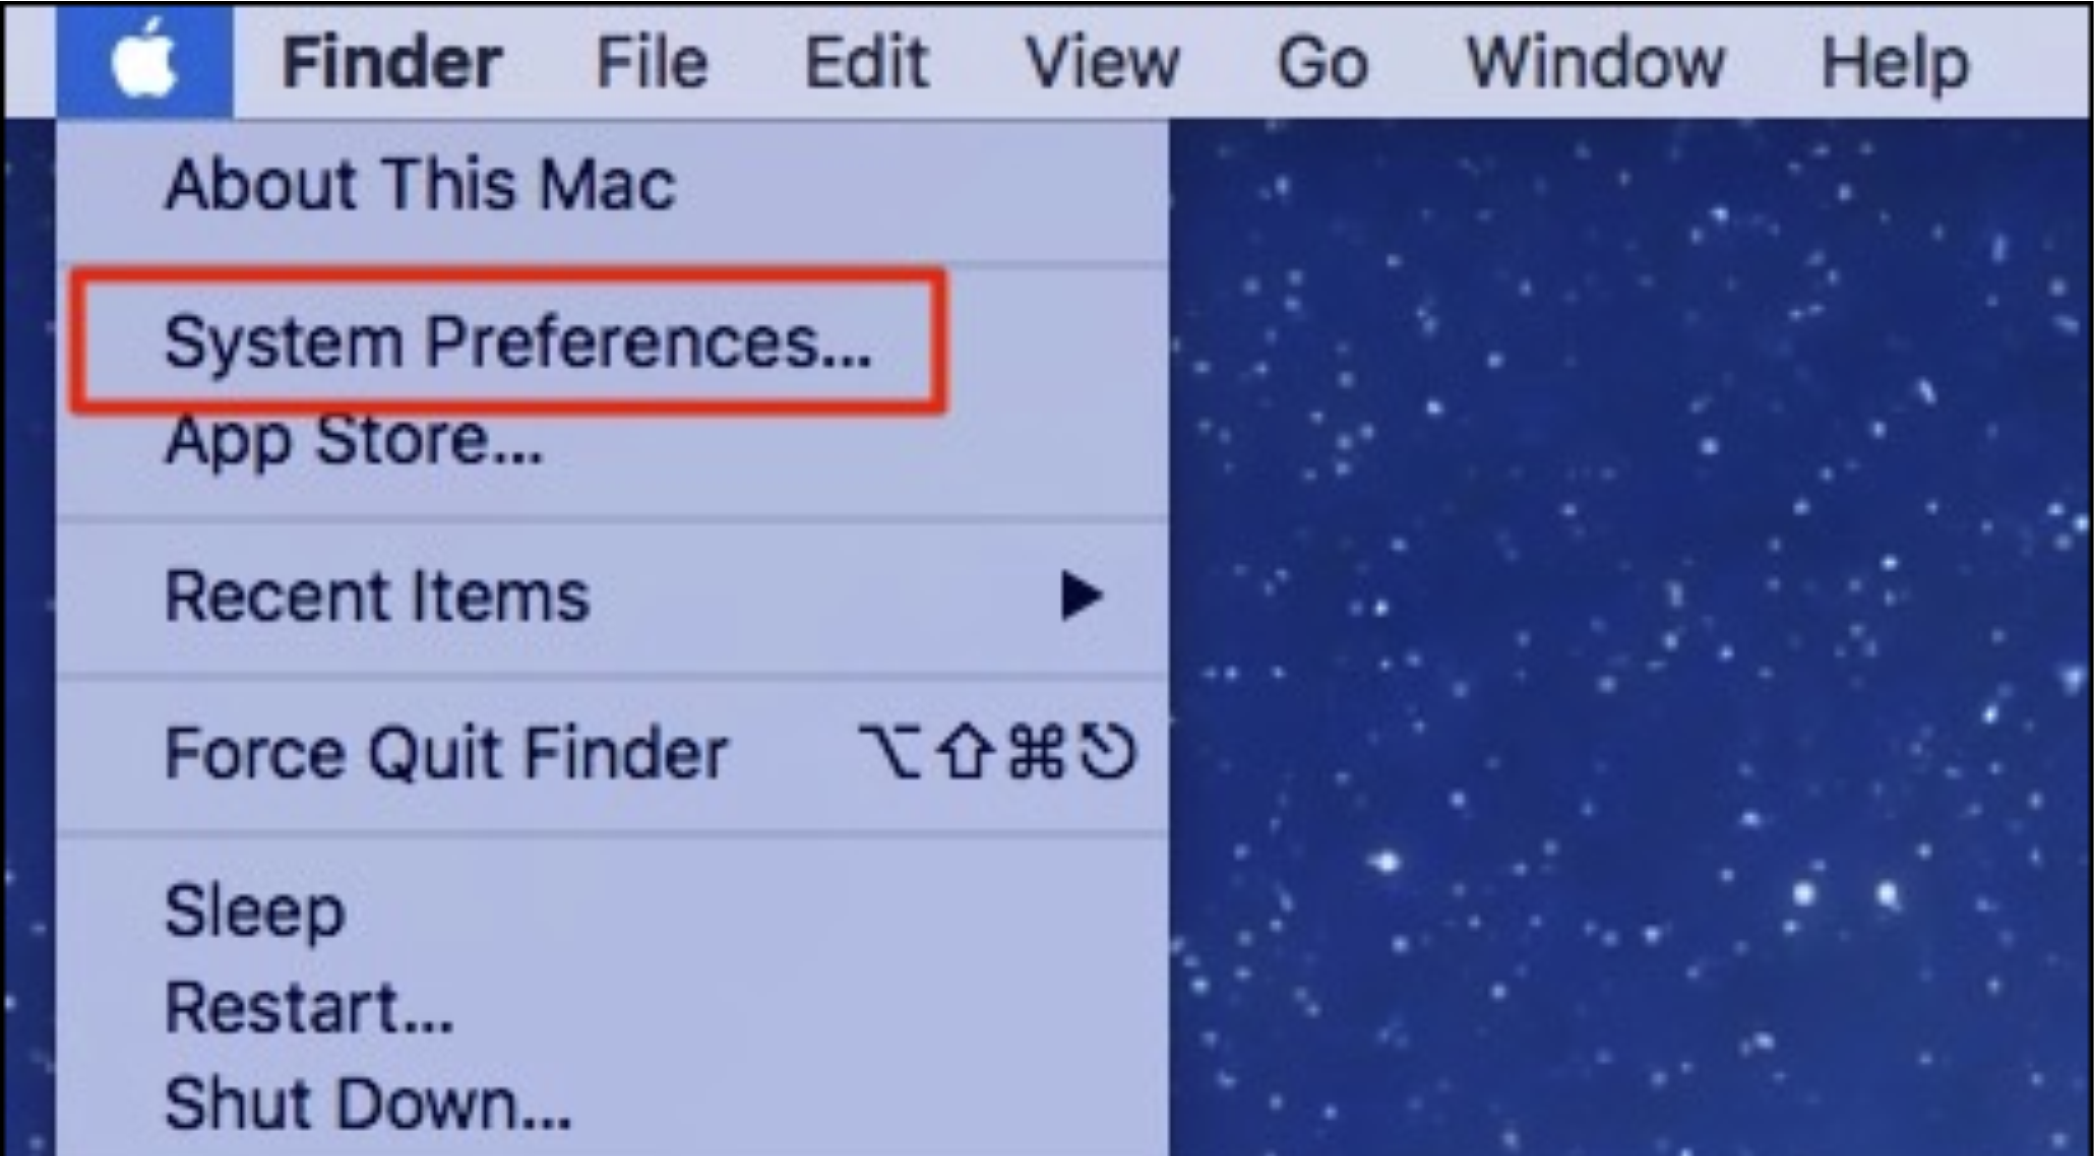 Finder File Edit View Go Window Help
About This Mac
System Preferences...
App Store...
Recent Items ▶
Force Quit Finder ⌥⇧⌘⎋
Sleep
Restart...
Shut Down...